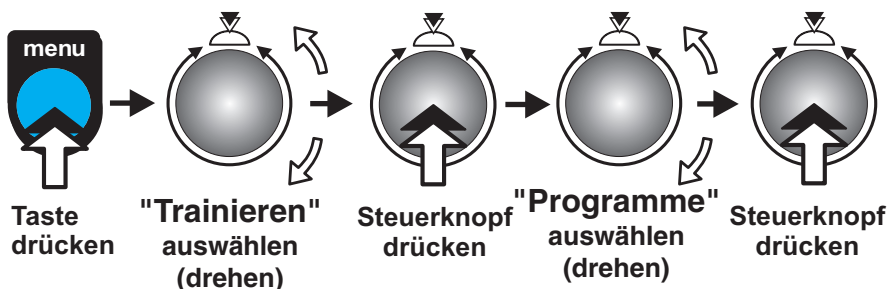 menu
Taste
drücken
"Trainieren"
auswählen
(drehen)
Steuerknopf
drücken
"Programme"
auswählen
(drehen)
Steuerknopf
drücken